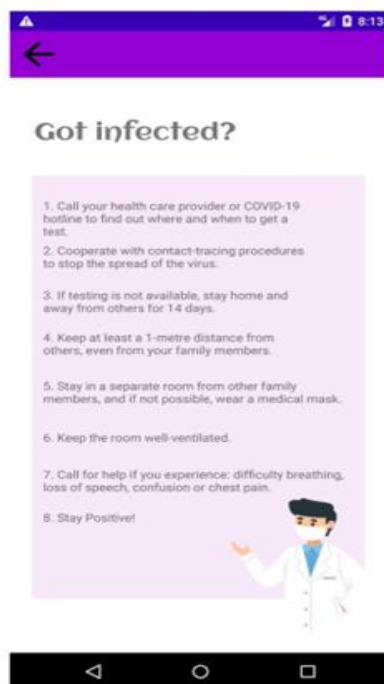 8:13
Got infected?
1. Call your health care provider or COVID-19
hotline to find out where and when to get a
test.
2. Cooperate with contact-tracing procedures
to stop the spread of the virus.
3. If testing is not available, stay home and
away from others for 14 days.
4. Keep at least a 1-metre distance from
others, even from your family members.
5. Stay in a separate room from other family
members, and if not possible, wear a medical mask.
6. Keep the room well-ventilated.
7. Call for help if you experience: difficulty breathing,
loss of speech, confusion or chest pain.
8. Stay Positive!